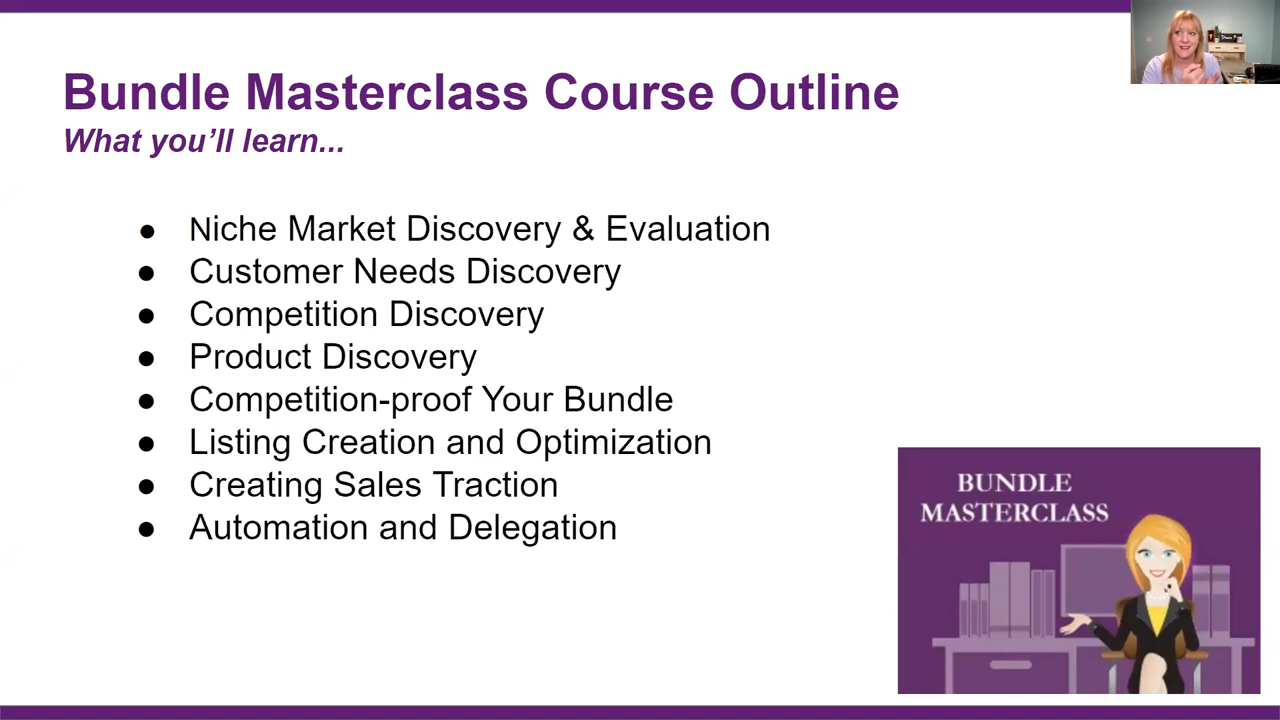 Bundle Masterclass Course Outline
What you’ll learn...
● Niche Market Discovery & Evaluation
● Customer Needs Discovery
● Competition Discovery
● Product Discovery
● Competition-proof Your Bundle
● Listing Creation and Optimization
● Creating Sales Traction
● Automation and Delegation
BUNDLE
MASTERCLASS